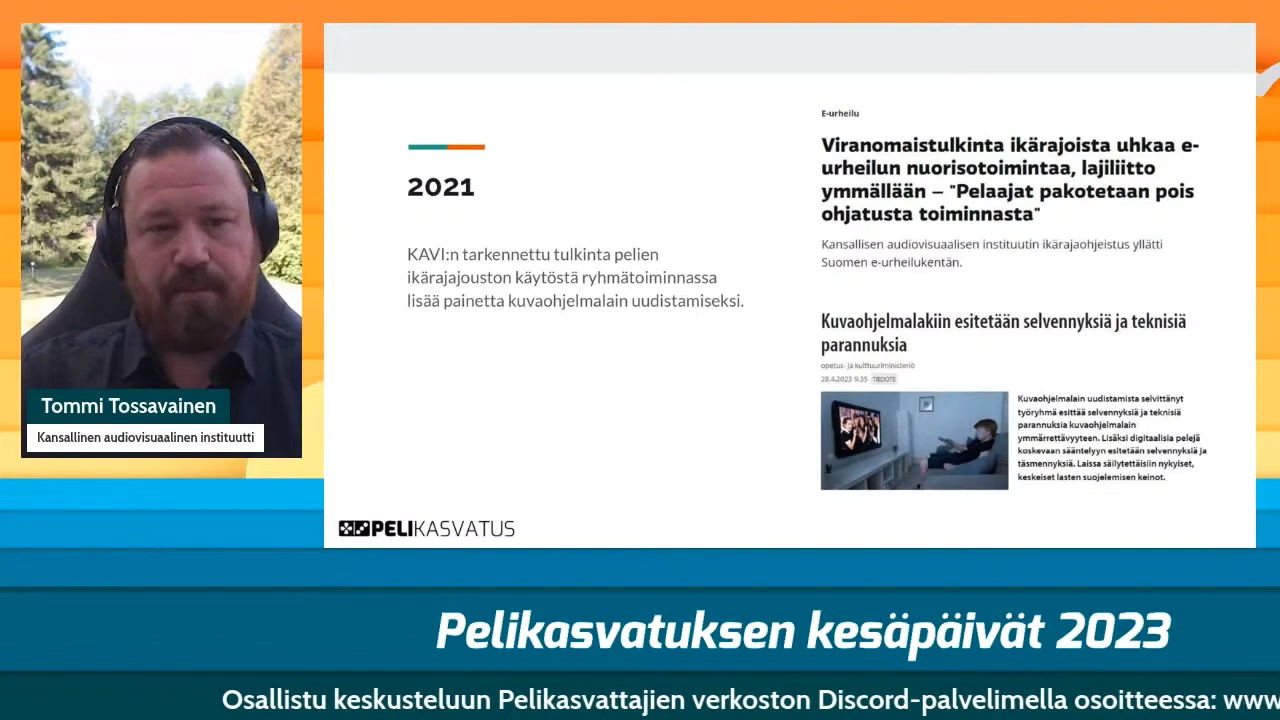 Tommi Tossavainen
Kansallinen audiovisuaalinen instituutti
2021
KAVI:n tarkennettu tulkinta pelien
ikärajajouston käytöstä ryhmätoiminnassa
lisää painetta kuvaohjelmalain uudistamiseksi.
E-urheilu
Viranomaistulkinta ikärajoista uhkaa e-
urheilun nuorisotoimintaa, lajiliitto
ymmällään – "Pelaajat pakotetaan pois
ohjatusta toiminnasta"
Kansallisen audiovisuaalisen instituutin ikärajaohjeistus yllätti
Suomen e-urheilukentän.
Kuvaohjelmalakiin esitetään selvennyksiä ja teknisiä
parannuksia
opetus- ja kulttuuriministeriö
28.4.2023 9.35 TIEDOTE
Kuvaohjelmalain uudistamista selvittänyt
työryhmä esittää selvennyksiä ja teknisiä
parannuksia kuvaohjelmalain
ymmärrettävyyteen. Lisäksi digitaalisia pelejä
koskevaan sääntelyyn esitetään selvennyksiä ja
täsmennyksiä. Laissa säilytettäisiin nykyiset,
keskeiset lasten suojelemisen keinot.
PELIKASVATUS
Pelikasvatuksen kesäpäivät 2023
Osallistu keskusteluun Pelikasvattajien verkoston Discord-palvelimella osoitteessa: www